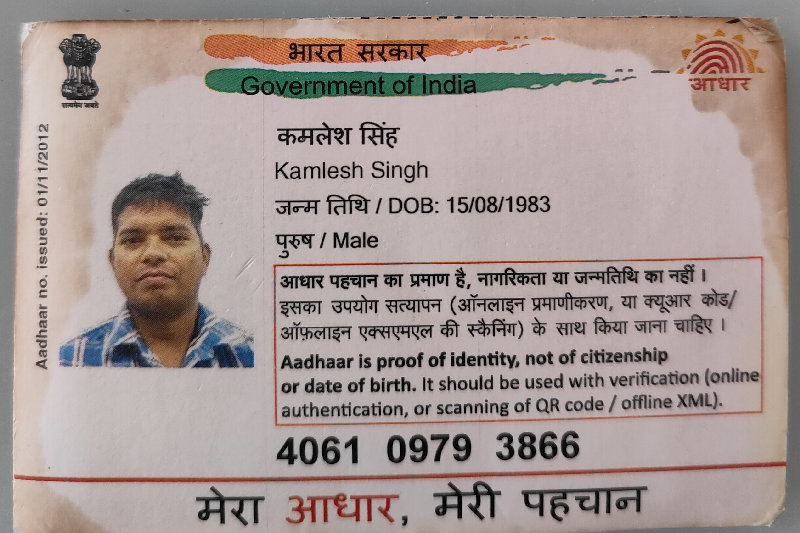 भारत सरकार
Government of India
सत्यमेव जयते
आधार
Aadhaar no. issued: 01/11/2012
कमलेश सिंह
Kamlesh Singh
जन्म तिथि / DOB: 15/08/1983
पुरुष / Male
आधार पहचान का प्रमाण है, नागरिकता या जन्मतिथि का नहीं ।
इसका उपयोग सत्यापन (ऑनलाइन प्रमाणीकरण, या क्यूआर कोड/
ऑफ़लाइन एक्सएमएल की स्कैनिंग) के साथ किया जाना चाहिए ।
Aadhaar is proof of identity, not of citizenship
or date of birth. It should be used with verification (online
authentication, or scanning of QR code / offline XML).
4061 0979 3866
मेरा आधार, मेरी पहचान